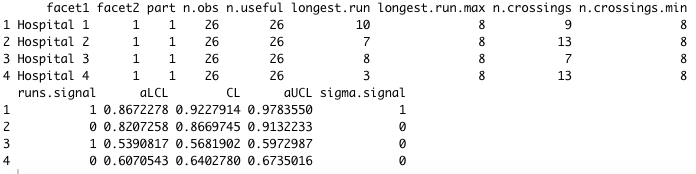 facet1 facet2 part n.obs n.useful longest.run longest.run.max n.crossings n.crossings.min
1 Hospital 1 1 1 26 26 10 8 9 8
2 Hospital 2 1 1 26 26 7 8 13 8
3 Hospital 3 1 1 26 26 8 8 7 8
4 Hospital 4 1 1 26 26 3 8 13 8
runs.signal aLCL CL aUCL sigma.signal
1 1 0.8672278 0.9227914 0.9783550 1
2 0 0.8207258 0.8669745 0.9132233 0
3 1 0.5390817 0.5681902 0.5972987 0
4 0 0.6070543 0.6402780 0.6735016 0